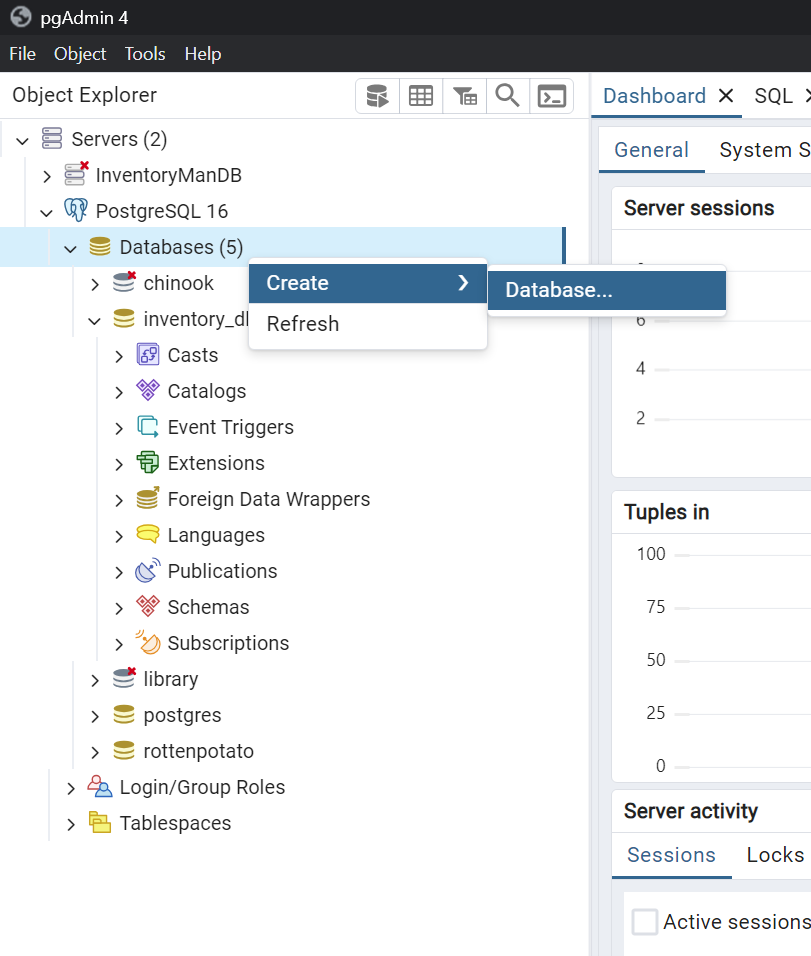 pgAdmin 4
File Object Tools Help
Object Explorer
Dashboard SQL
Servers (2)
General System S
InventoryManDB
PostgreSQL 16
Server sessions
Databases (5)
chinook
Create
Database...
inventory_d
Refresh
6
Casts
4
Catalogs
2
Event Triggers
Extensions
Foreign Data Wrappers
Tuples in
Languages
100
Publications
75
Schemas
Subscriptions
50
library
postgres
25
rottenpotato
0
Login/Group Roles
Server activity
Tablespaces
Sessions Locks
Active sessions